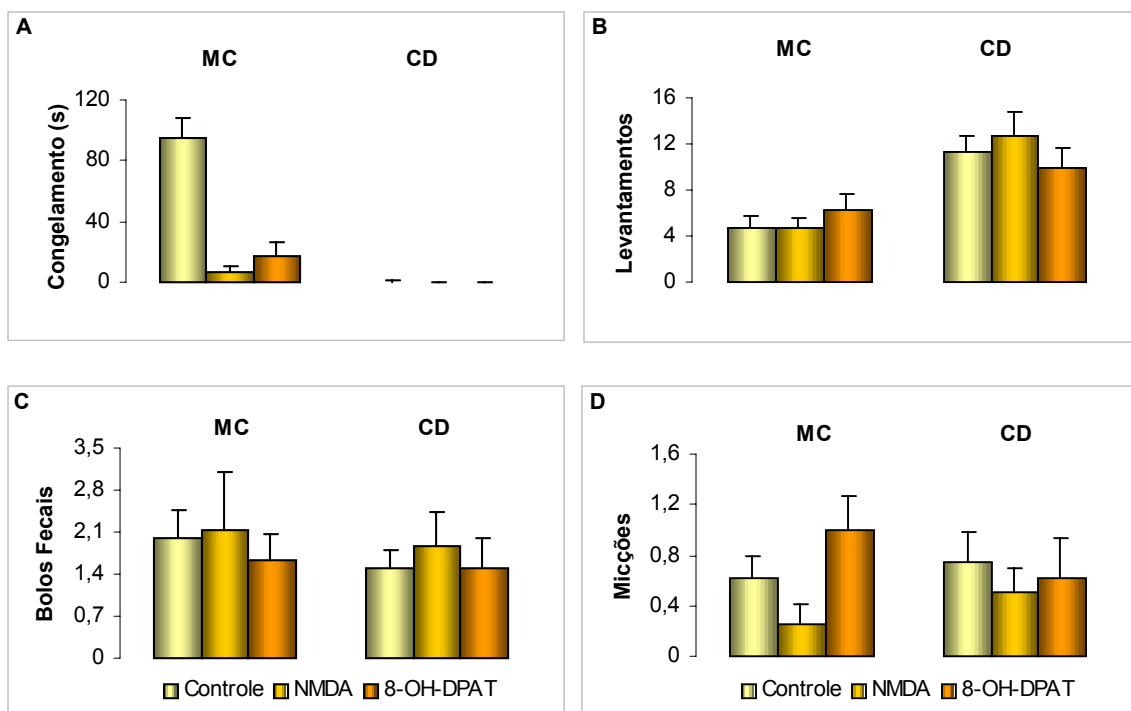 A
MC CD
Congelamento (s)
120
80
40
0
B
MC CD
Levantamentos
16
12
8
4
0
C
MC CD
Bolos Fecais
3,5
2,8
2,1
1,4
0,7
0
Controle NMDA 8-OH-DPAT
D
MC CD
Micções
1,6
1,2
0,8
0,4
0
Controle NMDA 8-OH-DPAT